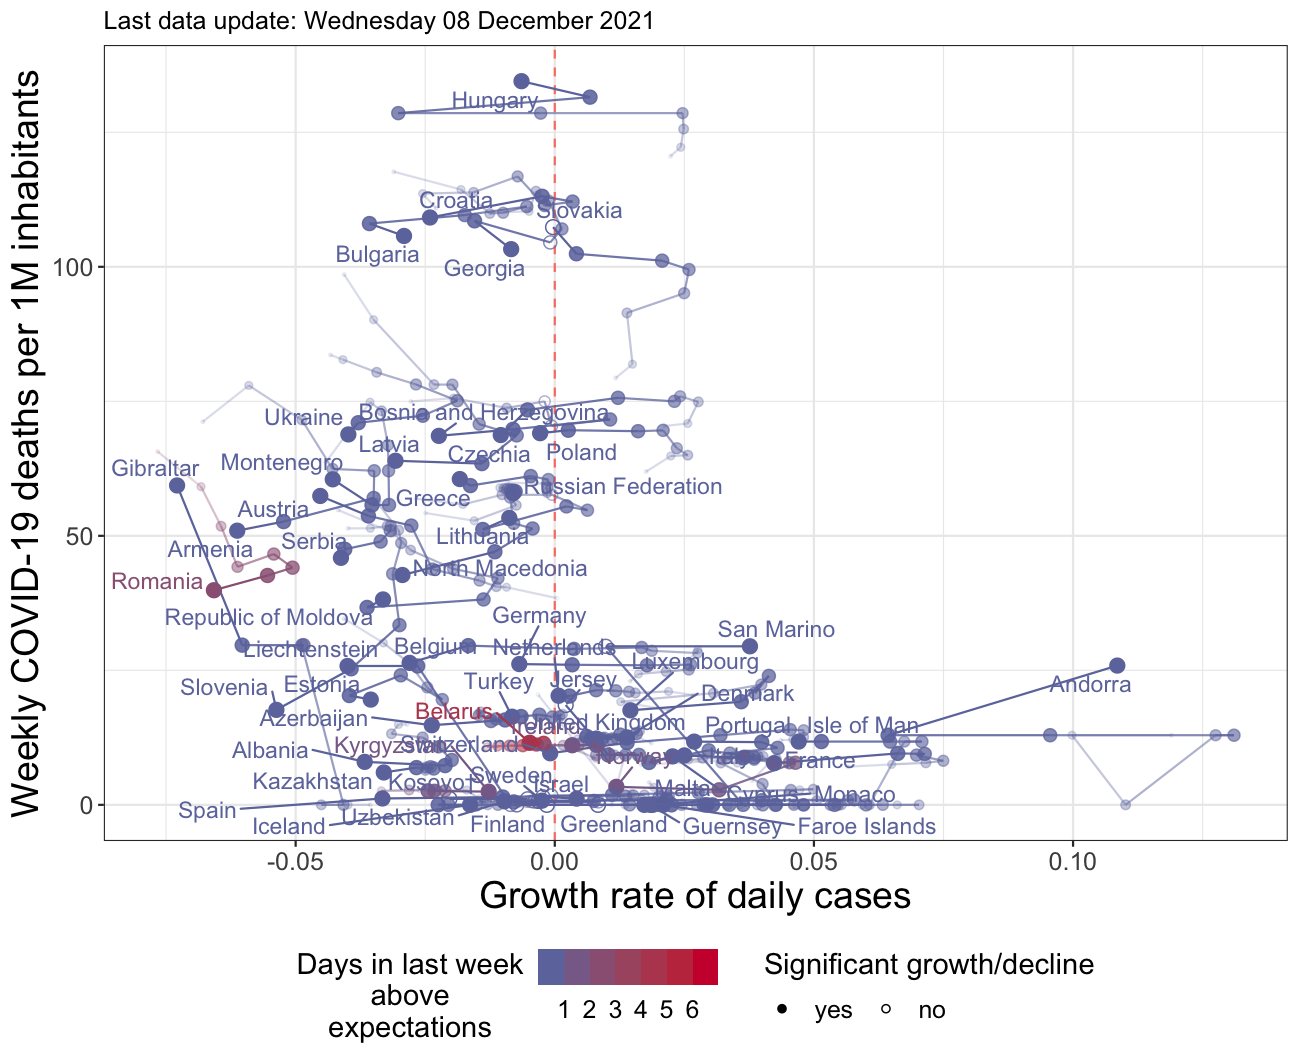 Last data update: Wednesday 08 December 2021
Weekly COVID-19 deaths per 1M inhabitants
100
50
0
Hungary
Croatia
Slovakia
Bulgaria
Georgia
Ukraine
Bosnia and Herzegovina
Latvia
Czechia
Poland
Gibraltar
Montenegro
Greece
Russian Federation
Austria
Armenia
Serbia
Lithuania
Romania
North Macedonia
Republic of Moldova
Germany
San Marino
Liechtenstein
Belgium
Netherlands
Luxembourg
Slovenia
Estonia
Turkey
Jersey
Denmark
Andorra
Azerbaijan
Belarus
United Kingdom
Ireland
Portugal
Isle of Man
Albania
Kyrgyzstan
Switzerland
Norway
Italy
France
Kazakhstan
Kosovo
Sweden
Israel
Malta
Cyprus
Monaco
Spain
Iceland
Uzbekistan
Finland
Greenland
Guernsey
Faroe Islands
-0.05
0.00
0.05
0.10
Growth rate of daily cases
Days in last week
above
expectations
1 2 3 4 5 6
Significant growth/decline
yes
no